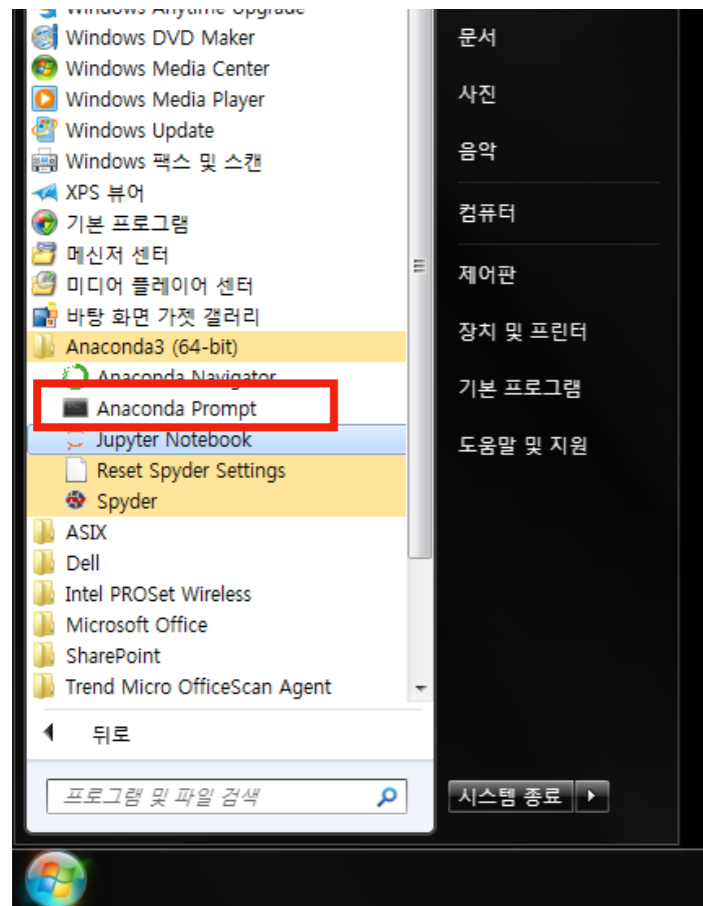 Windows Anytime Upgrade
Windows DVD Maker
Windows Media Center
Windows Media Player
Windows Update
Windows 팩스 및 스캔
XPS 뷰어
기본 프로그램
메신저 센터
미디어 플레이어 센터
바탕 화면 가젯 갤러리
Anaconda3 (64-bit)
Anaconda Navigator
Anaconda Prompt
Jupyter Notebook
Reset Spyder Settings
Spyder
ASIX
Dell
Intel PROSet Wireless
Microsoft Office
SharePoint
Trend Micro OfficeScan Agent
뒤로
프로그램 및 파일 검색
문서
사진
음악
컴퓨터
제어판
장치 및 프린터
기본 프로그램
도움말 및 지원
시스템 종료